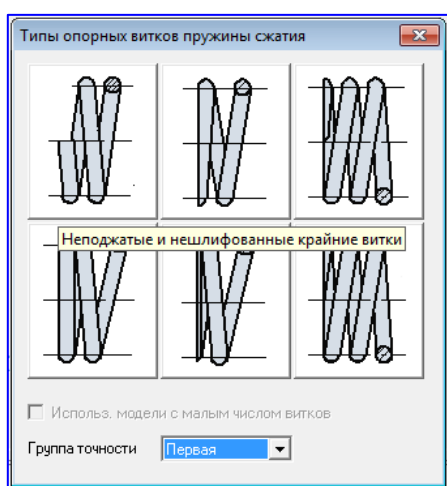 Типы опорных витков пружины сжатия
Неподжатые и нешлифованные крайние витки
Использ. модели с малым числом витков
Группа точности
Первая